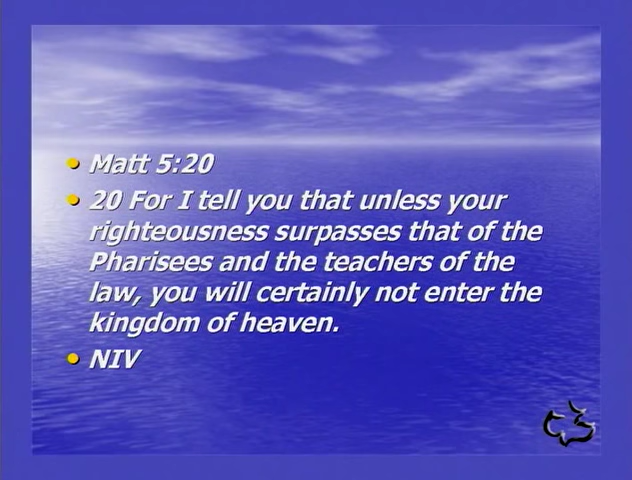 Matt 5:20
20 For I tell you that unless your
righteousness surpasses that of the
Pharisees and the teachers of the
law, you will certainly not enter the
kingdom of heaven.
NIV